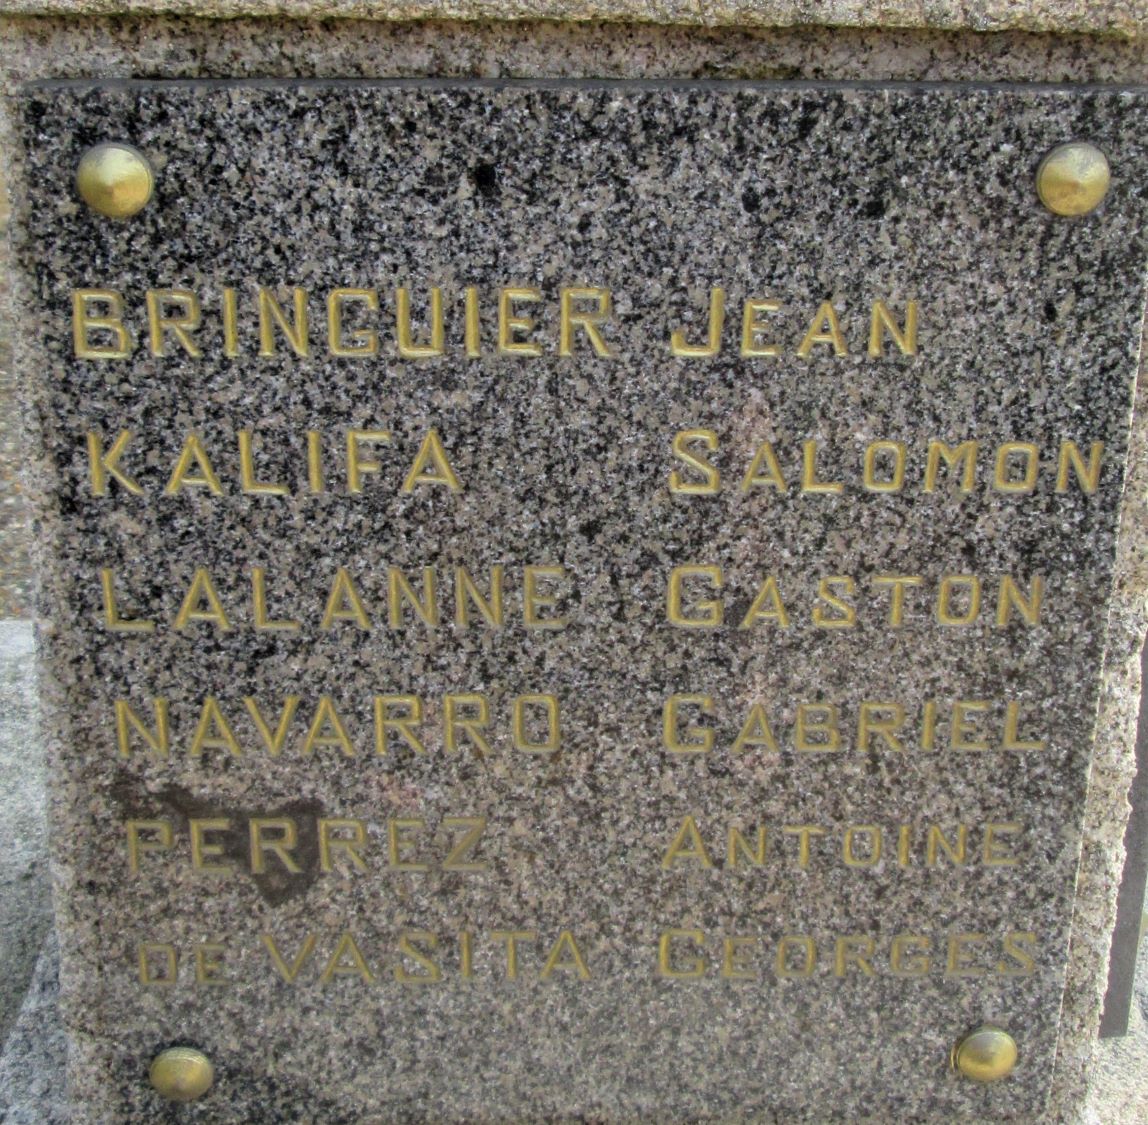 BRINGUIER JEAN
KALIFA SALOMON
LALANNE GASTON
NAVARRO GABRIEL
PERREZ ANTOINE
DE VASITA GEORGES